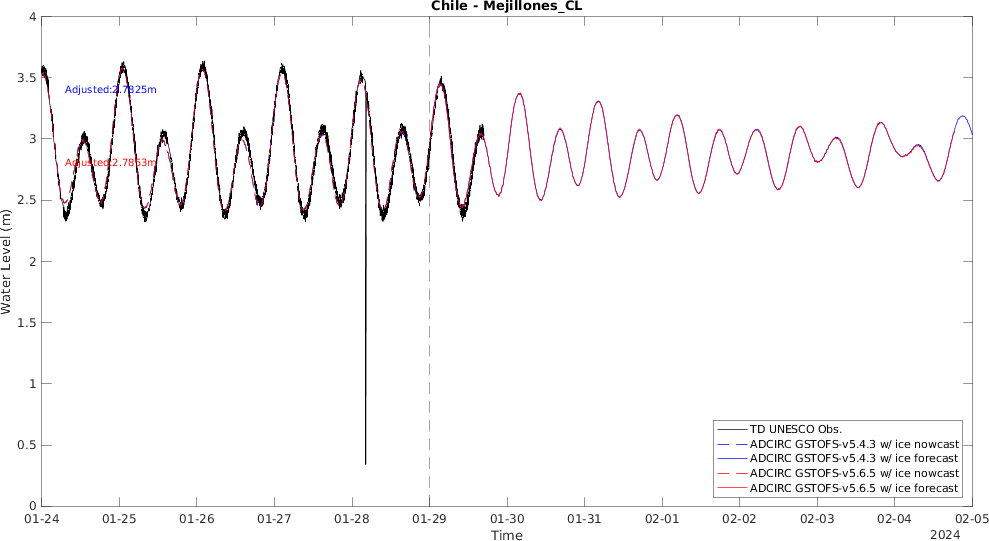 Chile - Mejillones_CL
4
3.5
3
2.5
2
1.5
1
0.5
0
Water Level (m)
Adjusted:2.7825m
Adjusted:2.7863m
TD UNESCO Obs.
ADCIRC GSTOFS-v5.4.3 w/ ice nowcast
ADCIRC GSTOFS-v5.4.3 w/ ice forecast
ADCIRC GSTOFS-v5.6.5 w/ ice nowcast
ADCIRC GSTOFS-v5.6.5 w/ ice forecast
01-24 01-25 01-26 01-27 01-28 01-29 01-30 01-31 02-01 02-02 02-03 02-04 02-05
Time
2024